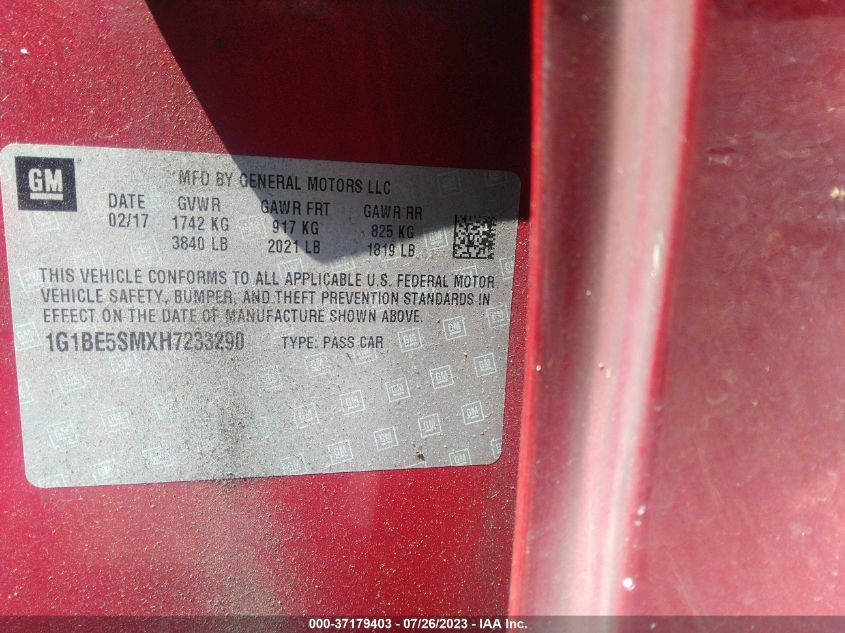 GM
MFD BY GENERAL MOTORS LLC
DATE GVWR GAWR FRT GAWR RR
02/17 1742 KG 917 KG 825 KG
3840 LB 2021 LB 1819 LB
THIS VEHICLE CONFORMS TO ALL APPLICABLE U.S. FEDERAL MOTOR
VEHICLE SAFETY, BUMPER, AND THEFT PREVENTION STANDARDS IN
EFFECT ON THE DATE OF MANUFACTURE SHOWN ABOVE.
1G1BE5SMXH7233290 TYPE: PASS CAR
000-37179403 - 07/26/2023 - IAA Inc.